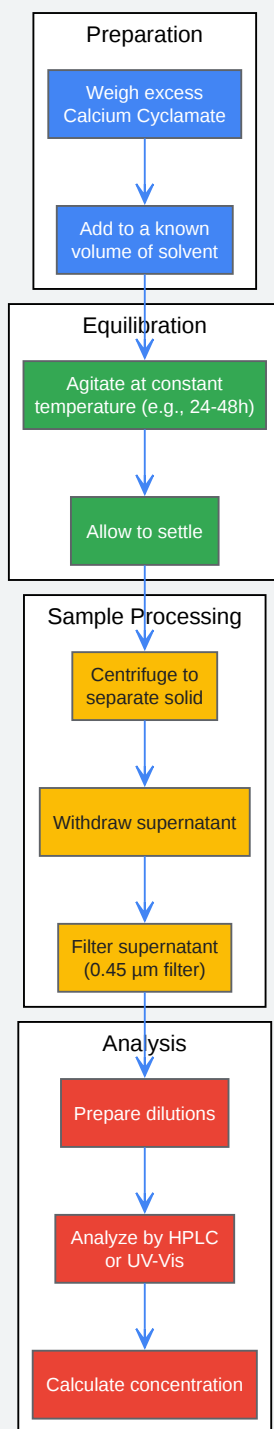 Preparation
Weigh excess
Calcium Cyclamate
Add to a known
volume of solvent
Equilibration
Agitate at constant
temperature (e.g., 24-48h)
Allow to settle
Sample Processing
Centrifuge to
separate solid
Withdraw supernatant
Filter supernatant
(0.45 µm filter)
Analysis
Prepare dilutions
Analyze by HPLC
or UV-Vis
Calculate concentration